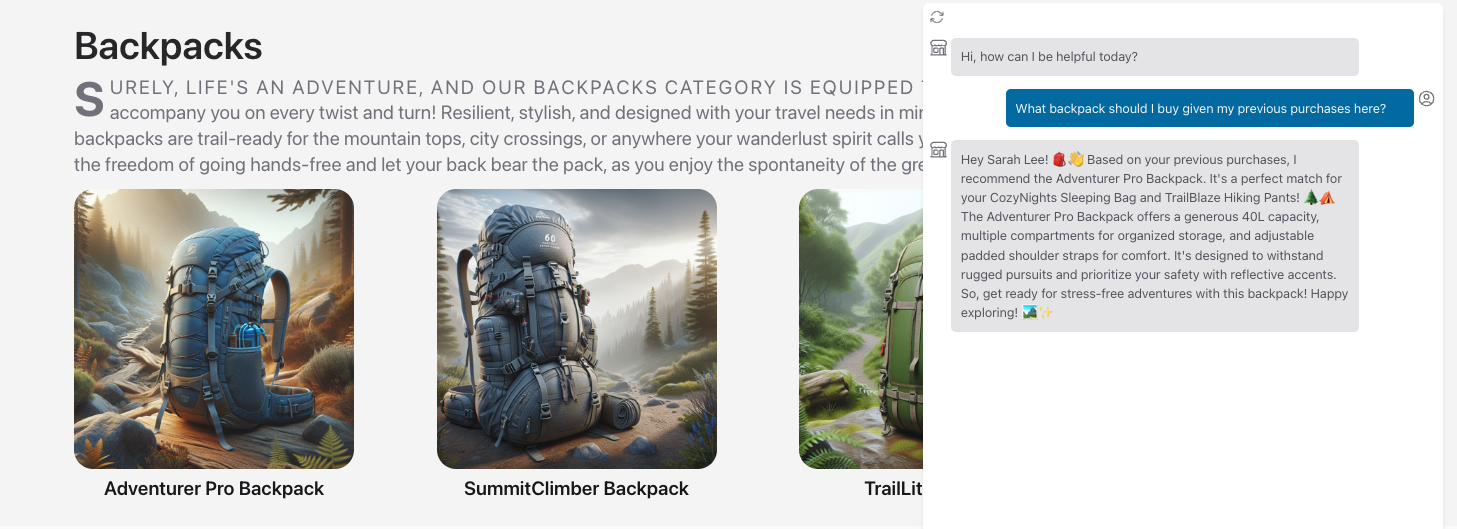 Backpacks
SURELY, LIFE'S AN ADVENTURE, AND OUR BACKPACKS CATEGORY IS EQUIPPED
accompany you on every twist and turn! Resilient, stylish, and designed with your travel needs in
backpacks are trail-ready for the mountain tops, city crossings, or anywhere your wanderlust spirit calls
the freedom of going hands-free and let your back bear the pack, as you enjoy the spontaneity of the
60
Adventurer Pro Backpack
SummitClimber Backpack
TrailLit
Hi, how can I be helpful today?
What backpack should I buy given my previous purchases here?
Hey Sarah Lee! 🎒👋 Based on your previous purchases, I
recommend the Adventurer Pro Backpack. It's a perfect match for
your CozyNights Sleeping Bag and TrailBlaze Hiking Pants! 🌲⛺
The Adventurer Pro Backpack offers a generous 40L capacity,
multiple compartments for organized storage, and adjustable
padded shoulder straps for comfort. It's designed to withstand
rugged pursuits and prioritize your safety with reflective accents.
So, get ready for stress-free adventures with this backpack! Happy
exploring! 🏞️✨